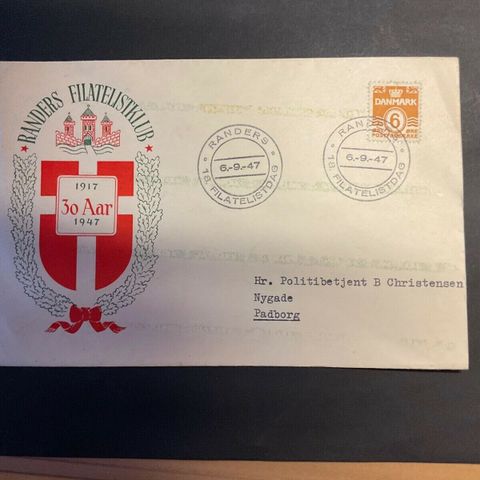 RANDERS FILATELISTKLUB
1917
30 Aar
1947
RANDERS
6.-9.-47
18. FILATELISTDAG
RANDERS
6.-9.-47
18. FILATELISTDAG
DANMARK
6
Hr. Politibetjent B Christensen
Nygade
Padborg